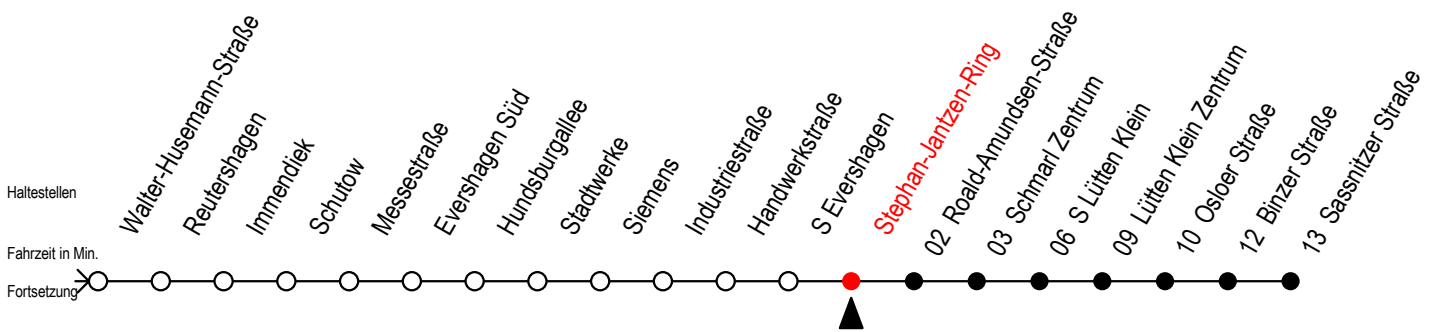 Haltestellen
Fahrzeit in Min.
Fortsetzung
Walter-Husemann-Straße
Reutershagen
Immendiek
Schutow
Messestraße
Evershagen Süd
Hundsburgallee
Stadtwerke
Siemens
Industriestraße
Handwerkstraße
S Evershagen
Stephan-Jantzen-Ring
02 Roald-Amundsen-Straße
03 Schmarl Zentrum
06 S Lütten Klein
09 Lütten Klein Zentrum
10 Osloer Straße
12 Binzer Straße
13 Sassnitzer Straße